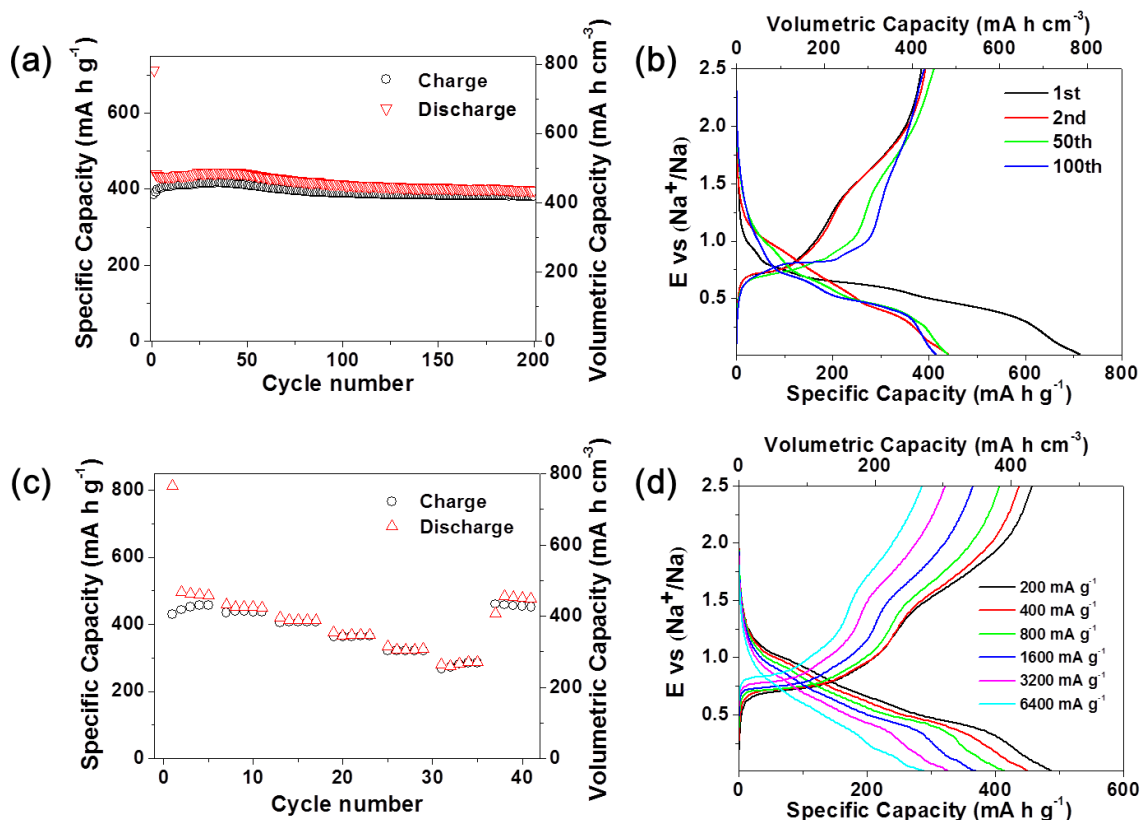 (a)
Specific Capacity (mA h g⁻¹)
600
400
200
0
Charge
Discharge
800
600
400
200
0
Volumetric Capacity (mA h cm⁻³)
0
50
100
150
200
Cycle number
(b)
Volumetric Capacity (mA h cm⁻³)
0 200 400 600 800
E vs (Na⁺/Na)
2.5
2.0
1.5
1.0
0.5
1st
2nd
50th
100th
0 200 400 600 800
Specific Capacity (mA h g⁻¹)
(c)
Specific Capacity (mA h g⁻¹)
800
600
400
200
0
Charge
Discharge
800
600
400
200
0
Volumetric Capacity (mA h cm⁻³)
0 10 20 30 40
Cycle number
(d)
Volumetric Capacity (mA h cm⁻³)
0 200 400
E vs (Na⁺/Na)
2.5
2.0
1.5
1.0
0.5
200 mA g⁻¹
400 mA g⁻¹
800 mA g⁻¹
1600 mA g⁻¹
3200 mA g⁻¹
6400 mA g⁻¹
0 200 400 600
Specific Capacity (mA h g⁻¹)